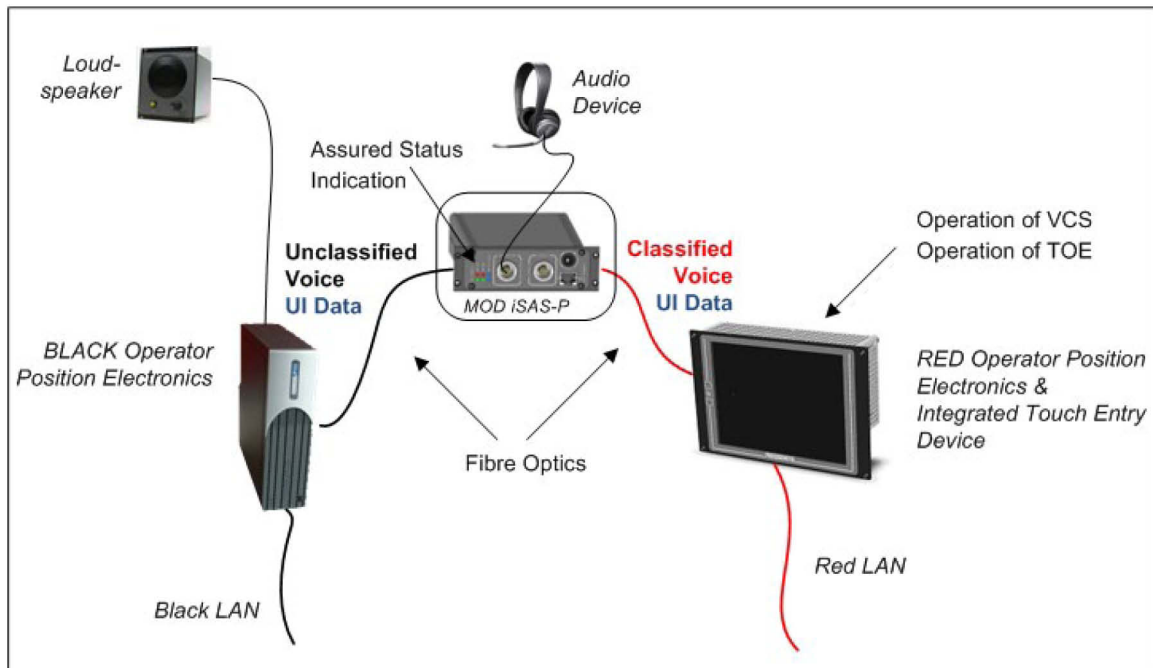 Loud-
speaker
Audio
Device
Assured Status
Indication
Operation of VCS
Operation of TOE
Unclassified
Voice
UI Data
Classified
Voice
UI Data
MOD iSAS-P
BLACK Operator
Position Electronics
RED Operator Position
Electronics &
Integrated Touch Entry
Device
Fibre Optics
Red LAN
Black LAN